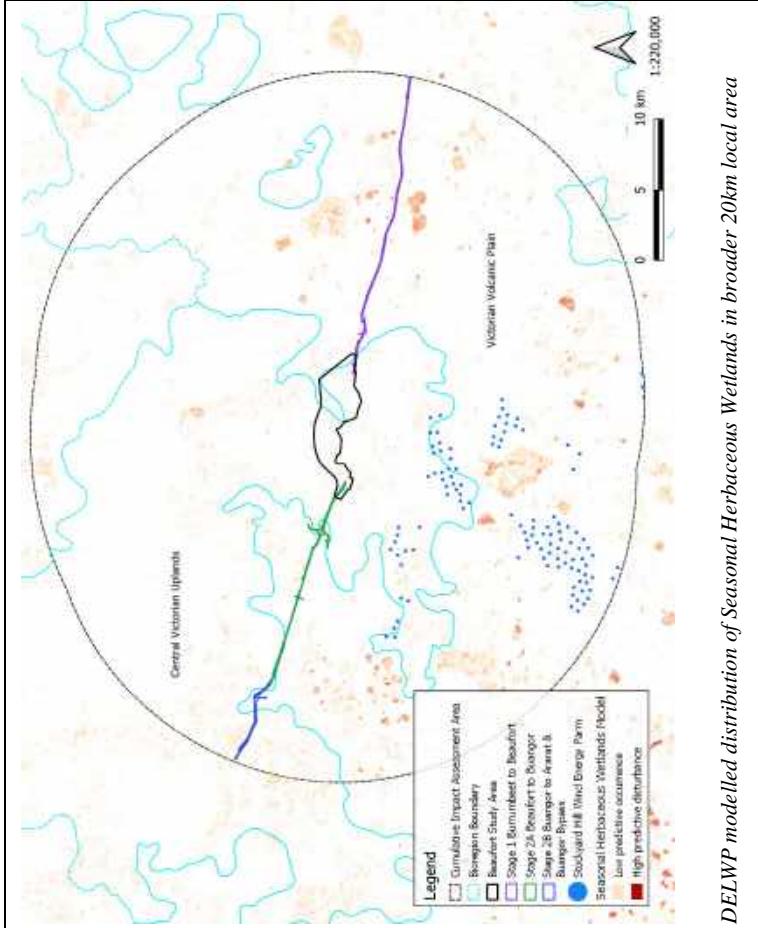 Central Victorian Uplands
Victorian Volcanic Plain
0 5 10 km
1:220,000
Legend
Cumulative Impact Assessment Area
Bioregion Boundary
Beaufort Study Area
Stage 1 Burrumbeet to Beaufort
Stage 2A Beaufort to Buangor
Stage 2B Buangor to Ararat &
Buangor Bypass
Stockyard Hill Wind Energy Farm
Seasonal Herbaceous Wetlands Model
Low predictive occurrence
High predictive disturbance
DELWP modelled distribution of Seasonal Herbaceous Wetlands in broader 20km local area